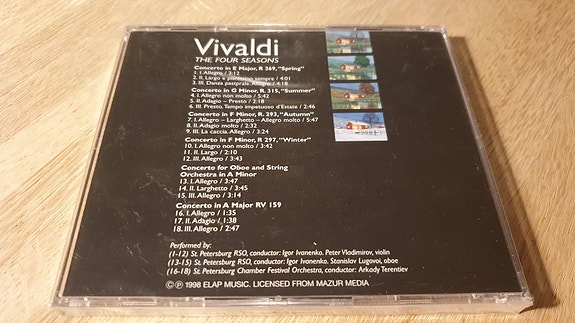 Vivaldi
THE FOUR SEASONS
Concerto in E Major, R 269, "Spring"
1. I. Allegro / 3:12
2. II. Largo e pianissimo sempre / 4:01
3. III. Danza pastorale. Allegro / 4:18
Concerto in G Minor, R. 315, "Summer"
4. I. Allegro non molto / 5:42
5. II. Adagio – Presto / 2:18
6. III. Presto, Tempo impetuoso d'Estate / 2:46
Concerto in F Minor, R. 293, "Autumn"
7. I. Allegro – Larghetto – Allegro molto / 5:47
8. II. Adagio molto / 2:32
9. III. La caccia. Allegro / 3:24
Concerto in F Minor, R 297, "Winter"
10. I. Allegro non molto / 3:42
11. II. Largo / 2:10
12. III. Allegro / 3:43
Concerto for Oboe and String
Orchestra in A Minor
13. I. Allegro / 3:47
14. II. Larghetto / 3:45
15. III. Allegro / 3:14
Concerto in A Major RV 159
16. I. Allegro / 1:35
17. II. Adagio / 1:38
18. III. Allegro / 2:47
Performed by:
(1-12) St. Petersburg RSO, conductor: Igor Ivanenko. Peter Vladimirov, violin
(13-15) St. Petersburg RSO, conductor: Igor Ivanenko, Stanislav Lugovoi, oboe
(16-18) St. Petersburg Chamber Festival Orchestra, conductor: Arkady Terentiev
© ℗ 1998 ELAP MUSIC. LICENSED FROM MAZUR MEDIA